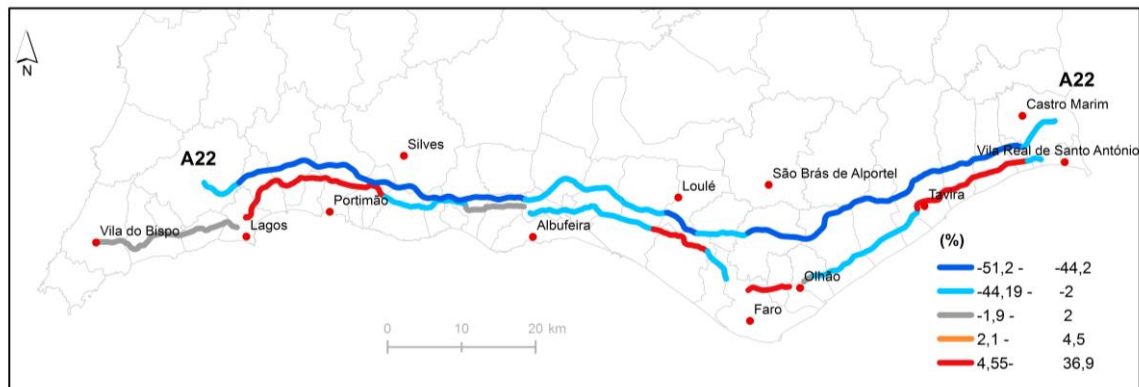 N
A22
Castro Marim
Silves
Vila Real de Santo António
A22
Loulé
São Brás de Alportel
Portimão
Tavira
Vila do Bispo
Lagos
Albufeira
(%)
-51,2 - -44,2
Olhão
-44,19 - -2
-1,9 - 2
Faro
2,1 - 4,5
0 10 20 km
4,55- 36,9